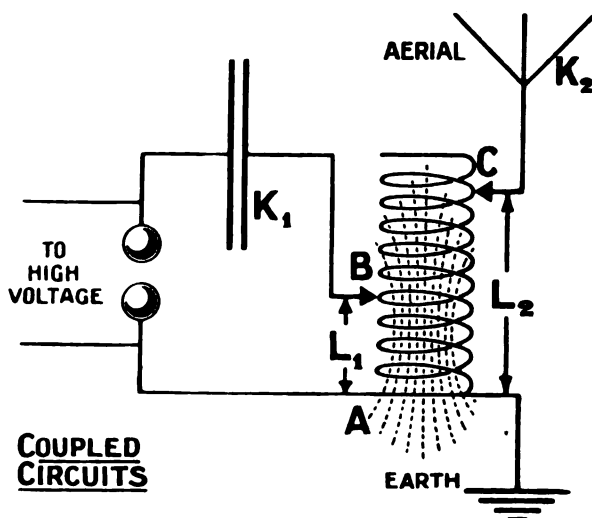 AERIAL
K₂
C
K₁
TO
HIGH
VOLTAGE
B
L₂
L₁
A
COUPLED
CIRCUITS
EARTH